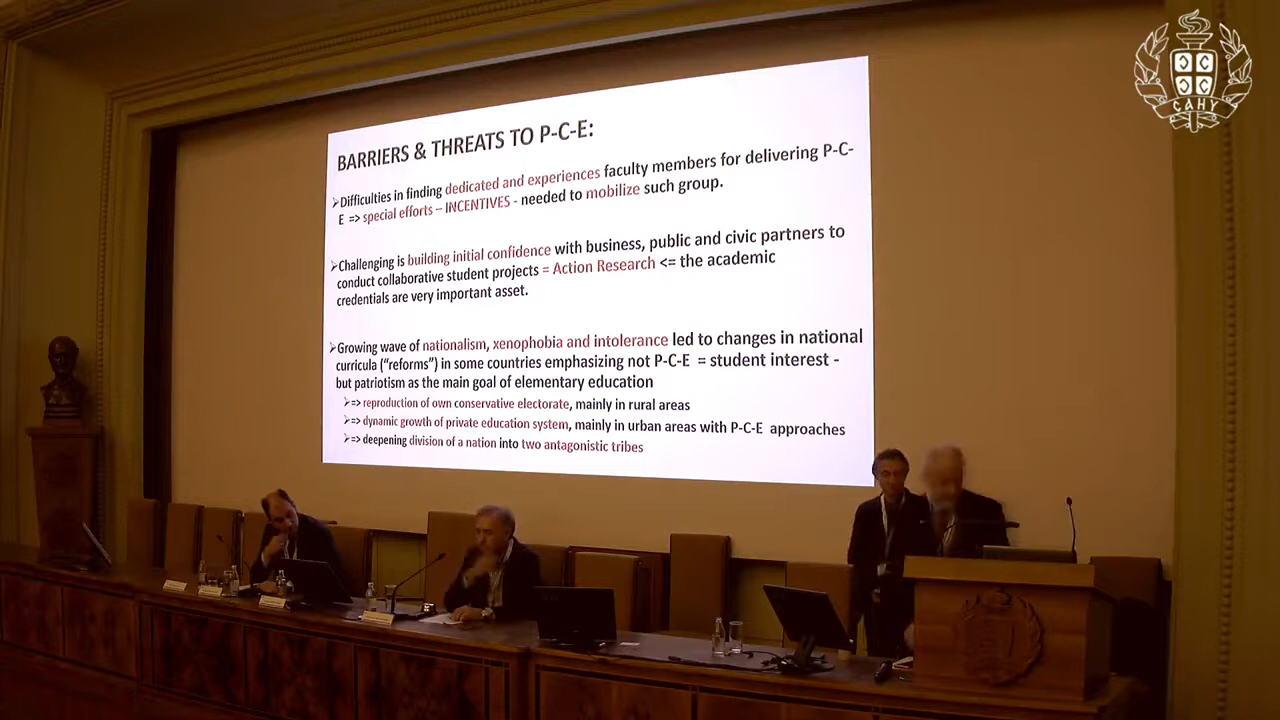 BARRIERS & THREATS TO P-C-E:
Difficulties in finding dedicated and experiences faculty members for delivering P-C-
E => special efforts – INCENTIVES - needed to mobilize such group.
Challenging is building initial confidence with business, public and civic partners to
conduct collaborative student projects = Action Research <= the academic
credentials are very important asset.
Growing wave of nationalism, xenophobia and intolerance led to changes in national
curricula (“reforms”) in some countries emphasizing not P-C-E = student interest -
but patriotism as the main goal of elementary education
=> reproduction of own conservative electorate, mainly in rural areas
=> dynamic growth of private education system, mainly in urban areas with P-C-E approaches
=> deepening division of a nation into two antagonistic tribes
САНУ